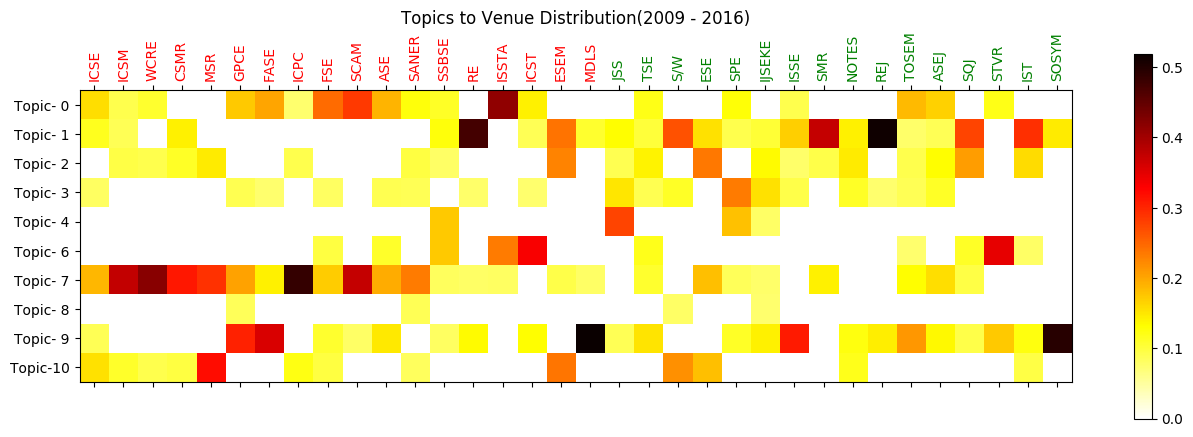 Topics to Venue Distribution(2009 - 2016)
ICSE ICSM WCRE CSMR MSR GPCE FASE ICPC FSE SCAM ASE SANER SSBSE RE ISSTA ICST ESEM MDLS JSS TSE S/W ESE SPE IJSEKE ISSE SMR NOTES REJ TOSEM ASEJ SQJ STVR IST SOSYM
Topic- 0
Topic- 1
Topic- 2
Topic- 3
Topic- 4
Topic- 6
Topic- 7
Topic- 8
Topic- 9
Topic-10
0.5
0.4
0.3
0.2
0.1
0.0